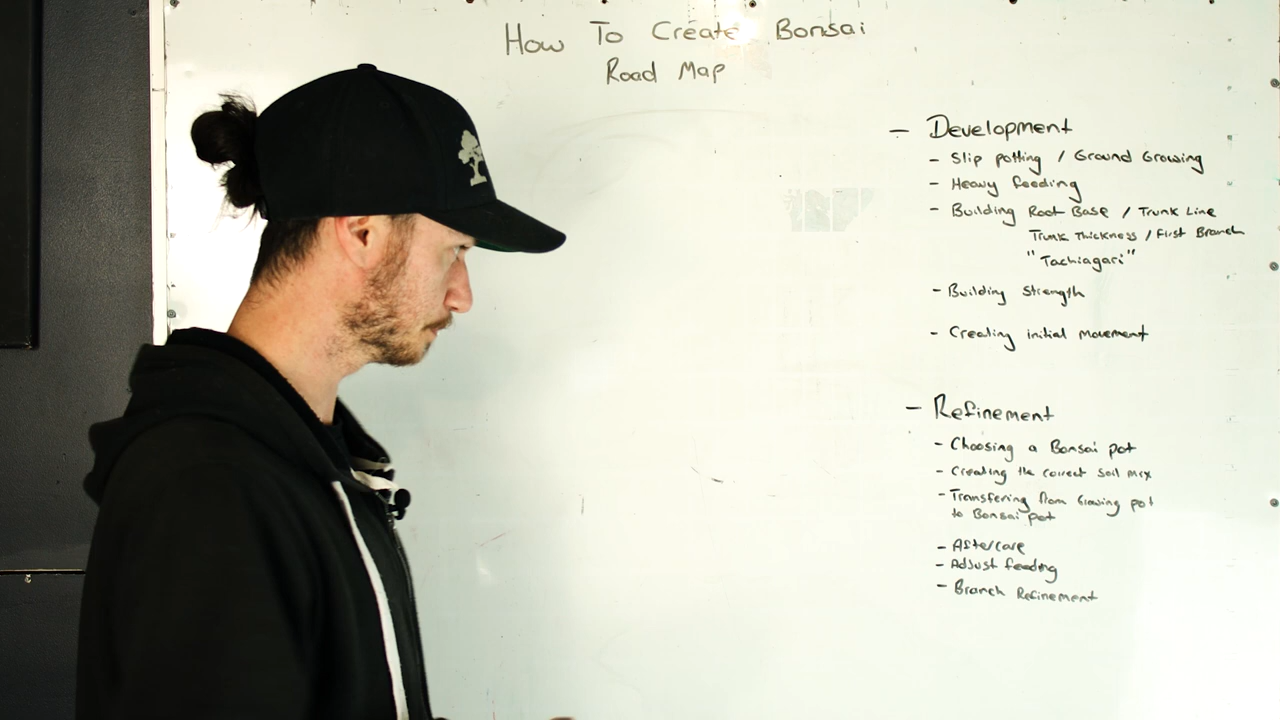 How To Create Bonsai
Road Map
- Development
- Slip potting / Ground Growing
- Heavy feeding
- Building Root Base / Trunk Line
Trunk Thickness / First Branch
"Tachiagari"
- Building Strength
- Creating initial movement
- Refinement
- Choosing a Bonsai pot
- Creating the correct soil mix
- Transfering from Growing pot
to Bonsai pot
- Aftercare
- Adjust feeding
- Branch Refinement